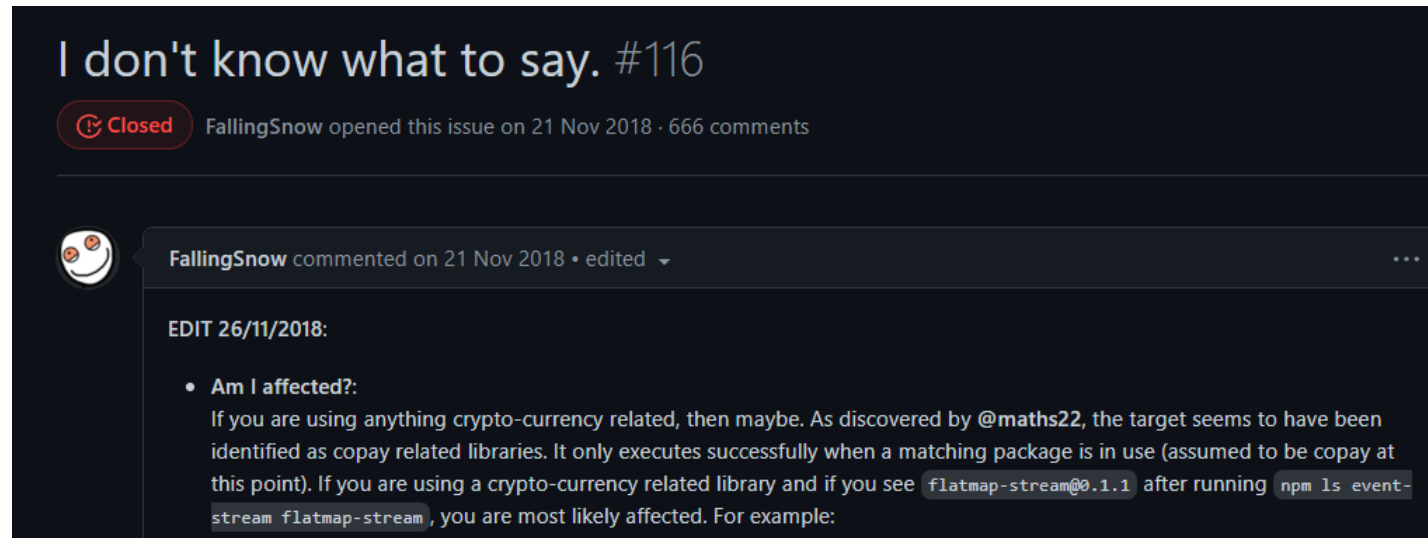 I don't know what to say. #116
Closed FallingSnow opened this issue on 21 Nov 2018 · 666 comments
FallingSnow commented on 21 Nov 2018 • edited
EDIT 26/11/2018:
• Am I affected?:
If you are using anything crypto-currency related, then maybe. As discovered by @maths22, the target seems to have been
identified as copay related libraries. It only executes successfully when a matching package is in use (assumed to be copay at
this point). If you are using a crypto-currency related library and if you see flatmap-stream@0.1.1 after running npm ls event-
stream flatmap-stream, you are most likely affected. For example: